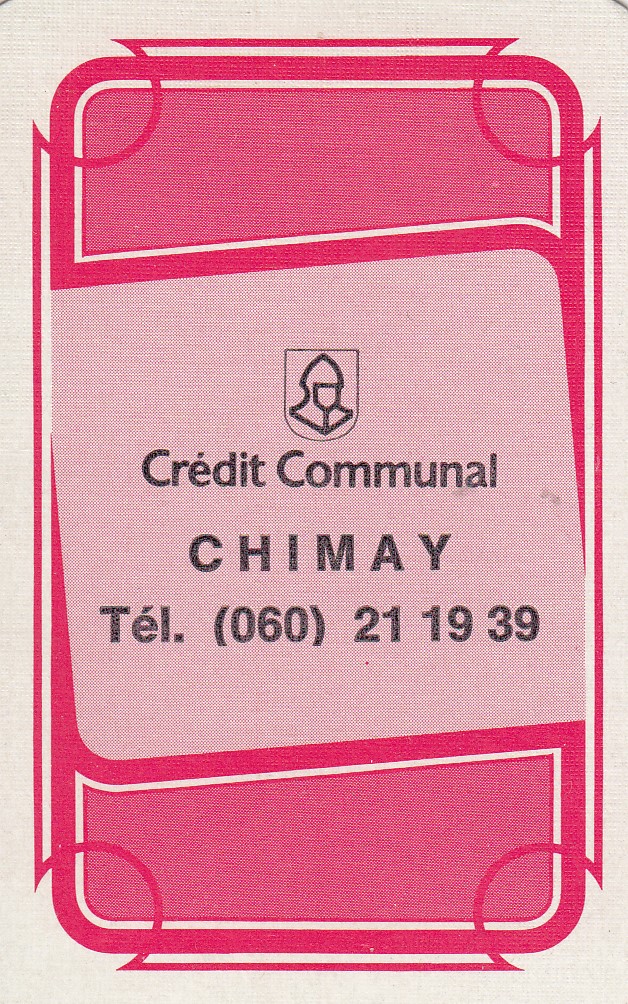 Crédit Communal
CHIMAY
Tél. (060) 21 19 39